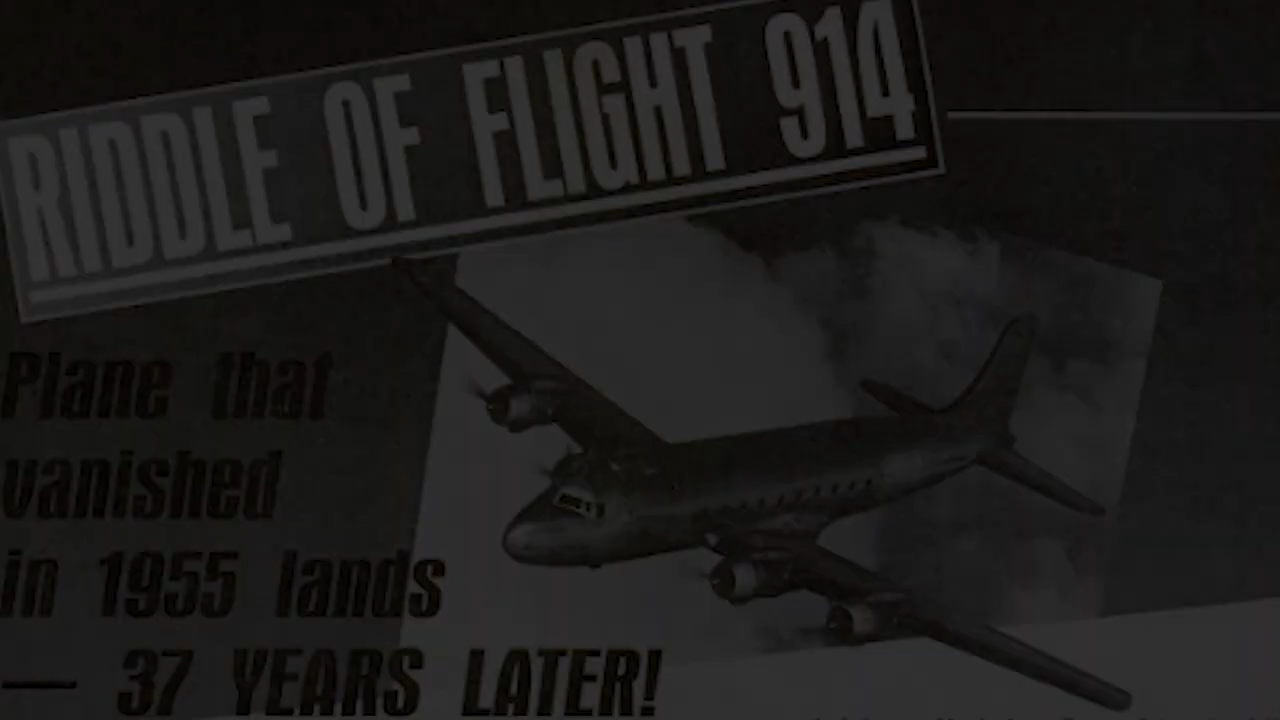 RIDDLE OF FLIGHT 914
Plane that
vanished
in 1955 lands
— 37 YEARS LATER!